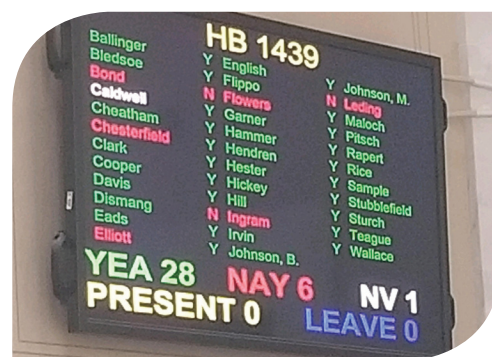 HB 1439
Ballinger
Bledsoe
Bond
Caldwell
Cheatham
Chesterfield
Clark
Cooper
Davis
Dismang
Eads
Elliott
Y English
Y Flippo
N Flowers
Y Garner
Y Hammer
Y Hendren
Y Hester
Y Hickey
Y Hill
N Ingram
Y Irvin
Y Johnson, B.
Y Johnson, M.
N Leding
Y Maloch
Y Pitsch
Y Rapert
Y Rice
Y Sample
Y Stubblefield
Y Sturch
Y Teague
Y Wallace
YEA 28 NAY 6 NV 1
PRESENT 0 LEAVE 0